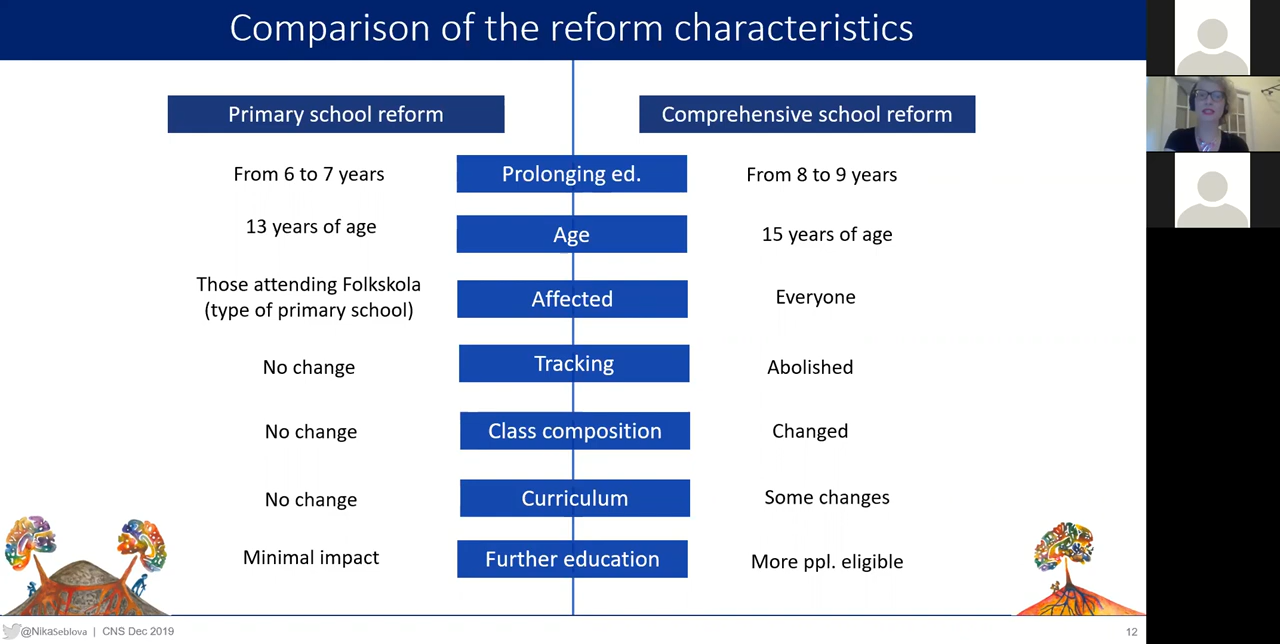 Comparison of the reform characteristics
Primary school reform
Comprehensive school reform
From 6 to 7 years
Prolonging ed.
From 8 to 9 years
13 years of age
Age
15 years of age
Those attending Folkskola
(type of primary school)
Affected
Everyone
No change
Tracking
Abolished
No change
Class composition
Changed
No change
Curriculum
Some changes
Minimal impact
Further education
More ppl. eligible
@NikaSeblova | CNS Dec 2019
12